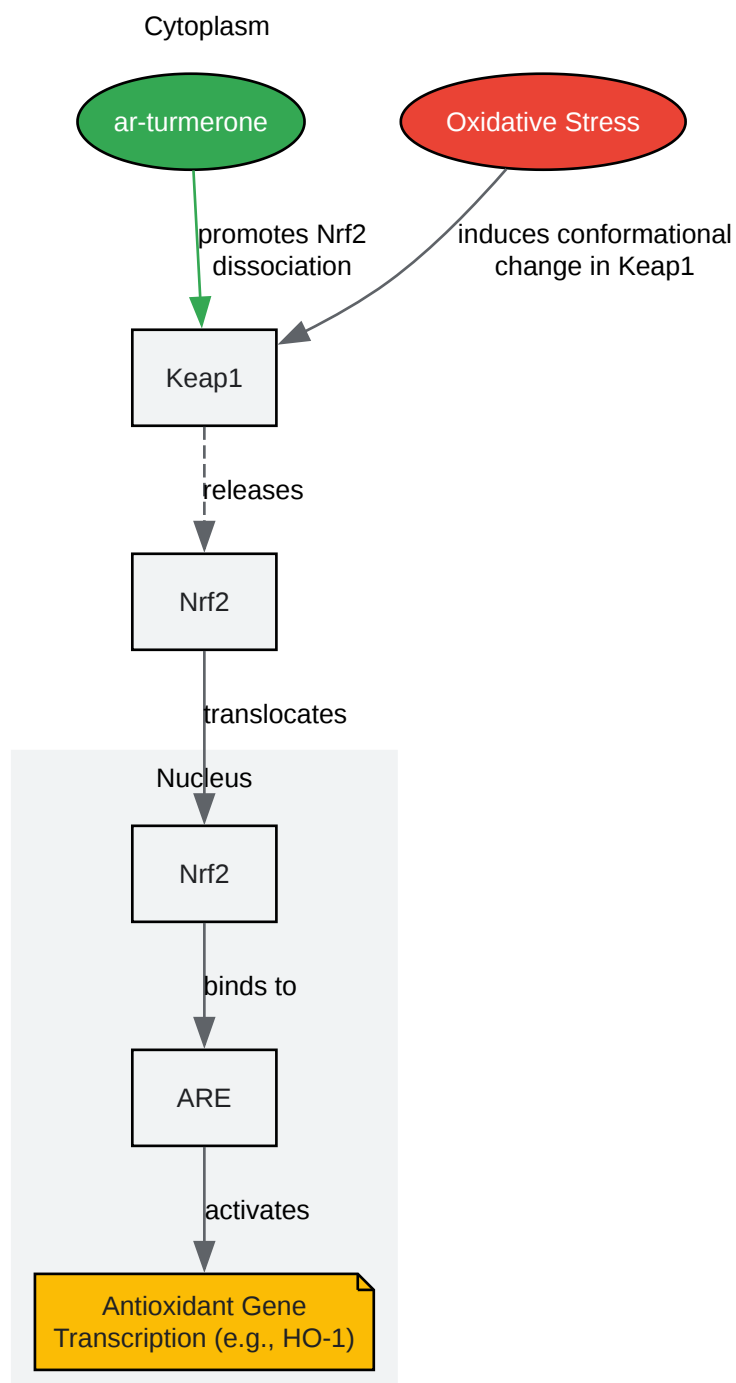 Cytoplasm
ar-turmerone
Oxidative Stress
promotes Nrf2
dissociation
induces conformational
change in Keap1
Keap1
releases
Nrf2
translocates
Nucleus
Nrf2
binds to
ARE
activates
Antioxidant Gene
Transcription (e.g., HO-1)